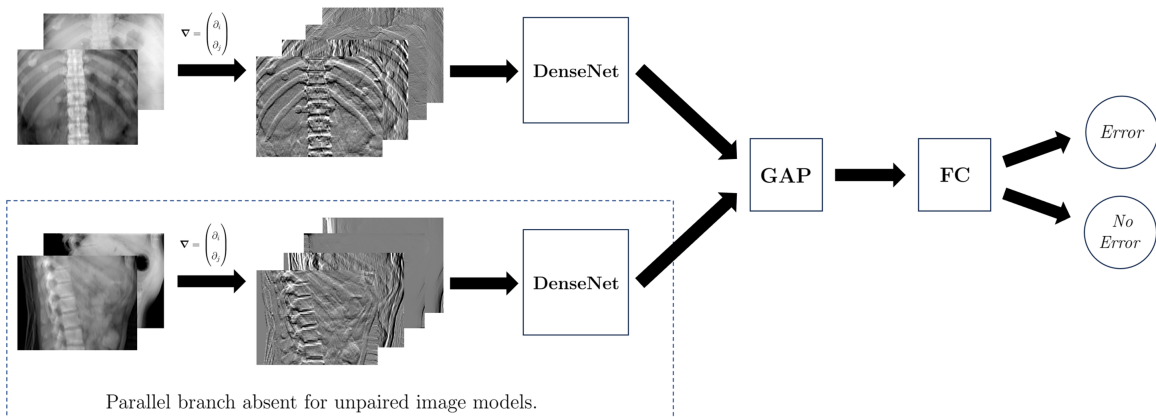 ∇ = (∂ᵢ
∂ⱼ)
DenseNet
GAP
FC
Error
No
Error
∇ = (∂ᵢ
∂ⱼ)
DenseNet
Parallel branch absent for unpaired image models.